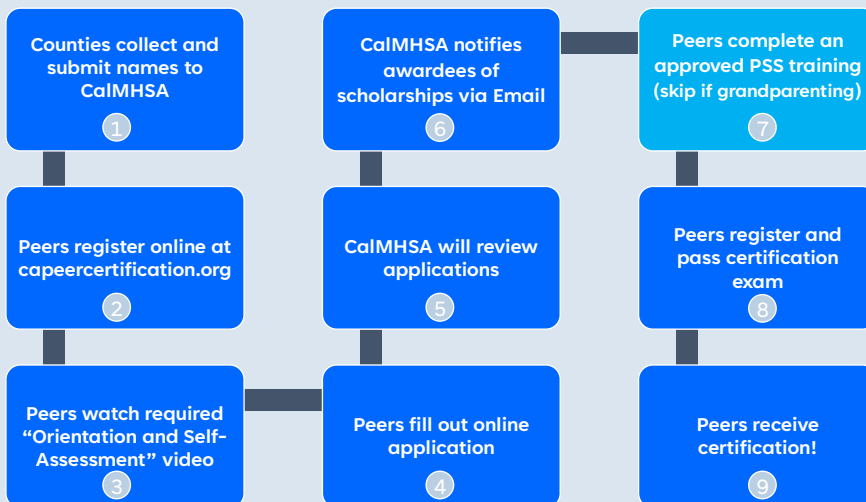 Counties collect and
submit names to
CalMHSA
1
Peers register online at
capeercertification.org
2
Peers watch required
“Orientation and Self-
Assessment” video
3
Peers fill out online
application
4
CalMHSA will review
applications
5
CalMHSA notifies
awardees of
scholarships via Email
6
Peers complete an
approved PSS training
(skip if grandparenting)
7
Peers register and
pass certification
exam
8
Peers receive
certification!
9